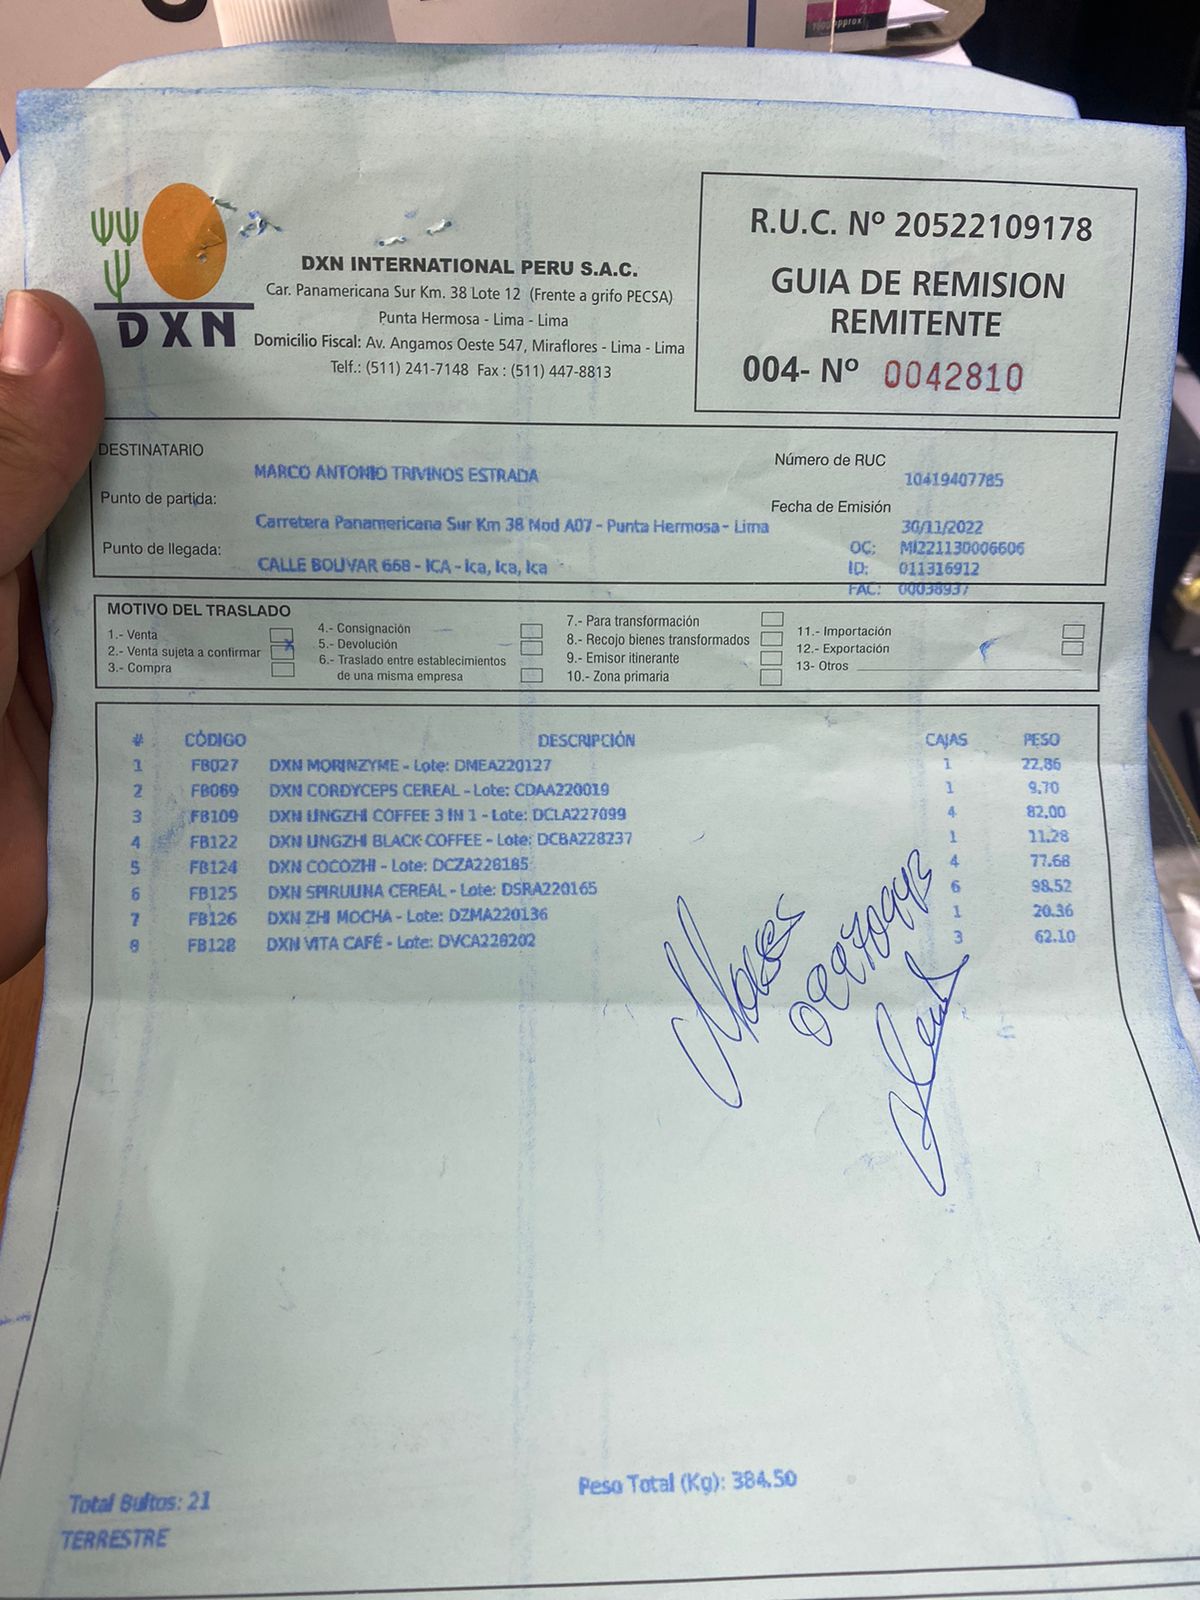 DXN
DXN INTERNATIONAL PERU S.A.C.
Car. Panamericana Sur Km. 38 Lote 12 (Frente a grifo PECSA)
Punta Hermosa - Lima - Lima
Domicilio Fiscal: Av. Angamos Oeste 547, Miraflores - Lima - Lima
Telf.: (511) 241-7148 Fax : (511) 447-8813
R.U.C. Nº 20522109178
GUIA DE REMISION
REMITENTE
004- Nº 0042810
DESTINATARIO
MARCO ANTONIO TRIVINOS ESTRADA
Número de RUC
10419407785
Punto de partida:
Carretera Panamericana Sur Km 38 Mod A07 - Punta Hermosa - Lima
Fecha de Emisión
30/11/2022
Punto de llegada:
CALLE BOLIVAR 668 - ICA - Ica, Ica, Ica
OC: MI221130006606
ID: 011316912
FAC: 00038937
MOTIVO DEL TRASLADO
1.- Venta
2.- Venta sujeta a confirmar x
3.- Compra
4.- Consignación
5.- Devolución
6.- Traslado entre establecimientos
de una misma empresa
7.- Para transformación
8.- Recojo bienes transformados
9.- Emisor itinerante
10.- Zona primaria
11.- Importación
12.- Exportación
13- Otros
# CÓDIGO DESCRIPCIÓN CAJAS PESO
1 FB027 DXN MORINZYME - Lote: DMEA220127 1 22.86
2 FB069 DXN CORDYCEPS CEREAL - Lote: CDAA220019 1 9.70
3 FB109 DXN LINGZHI COFFEE 3 IN 1 - Lote: DCLA227099 4 82.00
4 FB122 DXN LINGZHI BLACK COFFEE - Lote: DCBA228237 1 11.28
5 FB124 DXN COCOZHI - Lote: DCZA228185 4 77.68
6 FB125 DXN SPIRULINA CEREAL - Lote: DSRA220165 6 98.52
7 FB126 DXN ZHI MOCHA - Lote: DZMA220136 1 20.36
8 FB128 DXN VITA CAFÉ - Lote: DVCA228202 3 62.10
Total Bultos: 21
Peso Total (Kg): 384.50
TERRESTRE